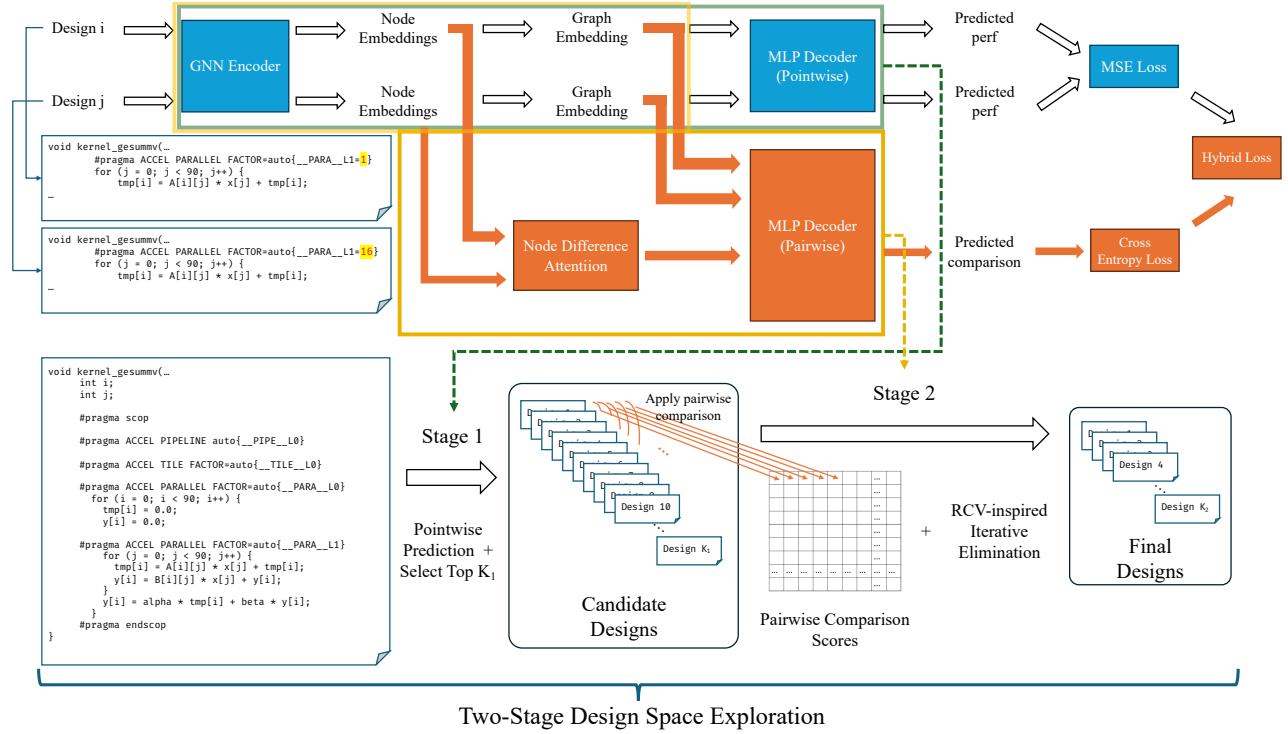 Design i
GNN Encoder
Node
Embeddings
Graph
Embedding
MLP Decoder
(Pointwise)
Predicted
perf
MSE Loss
Design j
Node
Embeddings
Graph
Embedding
Predicted
perf
Hybrid Loss
void kernel_gesummv(…
#pragma ACCEL PARALLEL FACTOR=auto{__PARA__L1=1}
for (j = 0; j < 90; j++) {
tmp[i] = A[i][j] * x[j] + tmp[i];
…
void kernel_gesummv(…
#pragma ACCEL PARALLEL FACTOR=auto{__PARA__L1=16}
for (j = 0; j < 90; j++) {
tmp[i] = A[i][j] * x[j] + tmp[i];
…
Node Difference
Attentiion
MLP Decoder
(Pairwise)
Predicted
comparison
Cross
Entropy Loss
void kernel_gesummv(…
int i;
int j;
#pragma scop
#pragma ACCEL PIPELINE auto{__PIPE__L0}
#pragma ACCEL TILE FACTOR=auto{__TILE__L0}
#pragma ACCEL PARALLEL FACTOR=auto{__PARA__L0}
for (i = 0; i < 90; i++) {
tmp[i] = 0.0;
y[i] = 0.0;
#pragma ACCEL PARALLEL FACTOR=auto{__PARA__L1}
for (j = 0; j < 90; j++) {
tmp[i] = A[i][j] * x[j] + tmp[i];
y[i] = B[i][j] * x[j] + y[i];
}
y[i] = alpha * tmp[i] + beta * y[i];
}
#pragma endscop
}
Stage 1
Pointwise
Prediction +
Select Top K₁
Apply pairwise
comparison
Design 10
...
Design K₁
Candidate
Designs
Stage 2
Pairwise Comparison
Scores
+
RCV-inspired
Iterative
Elimination
Design 4
...
Design K₂
Final
Designs
Two-Stage Design Space Exploration